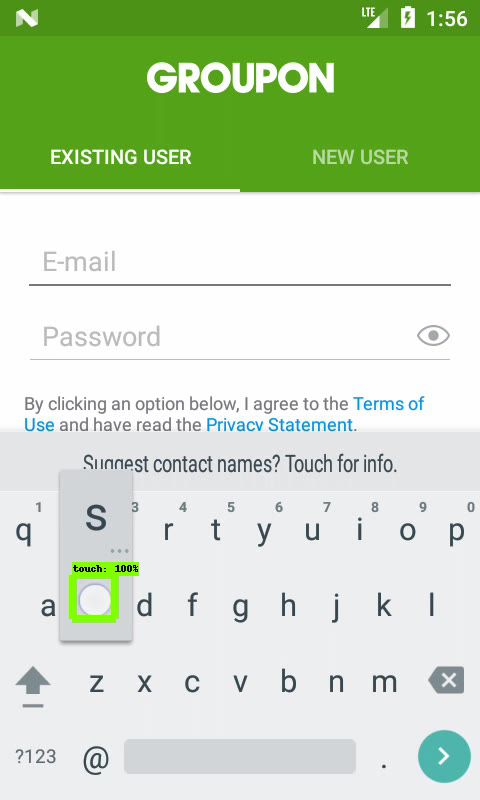 LTE 1:56
GROUPON
EXISTING USER NEW USER
E-mail
Password
By clicking an option below, I agree to the Terms of
Use and have read the Privacy Statement.
Suggest contact names? Touch for info.
1 3 4 5 6 7 8 9 0
q r t y u i o p
s
...
touch: 100%
a d f g h j k l
z x c v b n m
?123 @ .